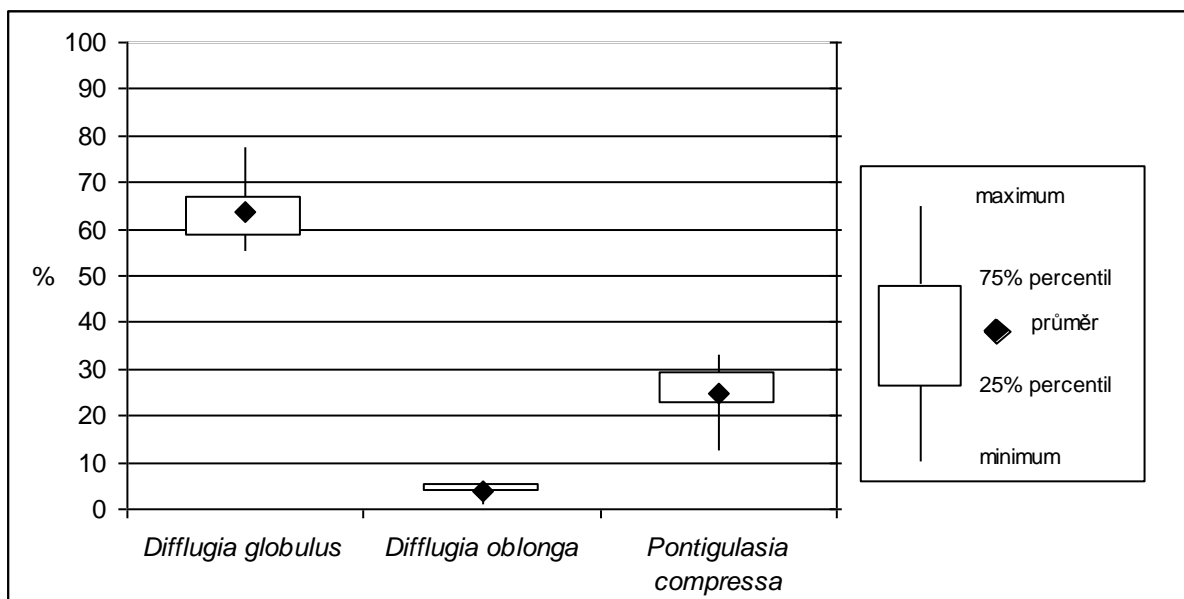 100
90
80
70
60
50
40
30
20
10
0
%
Difflugia globulus
Difflugia oblonga
Pontigulasia
compressa
maximum
75% percentil
průměr
25% percentil
minimum